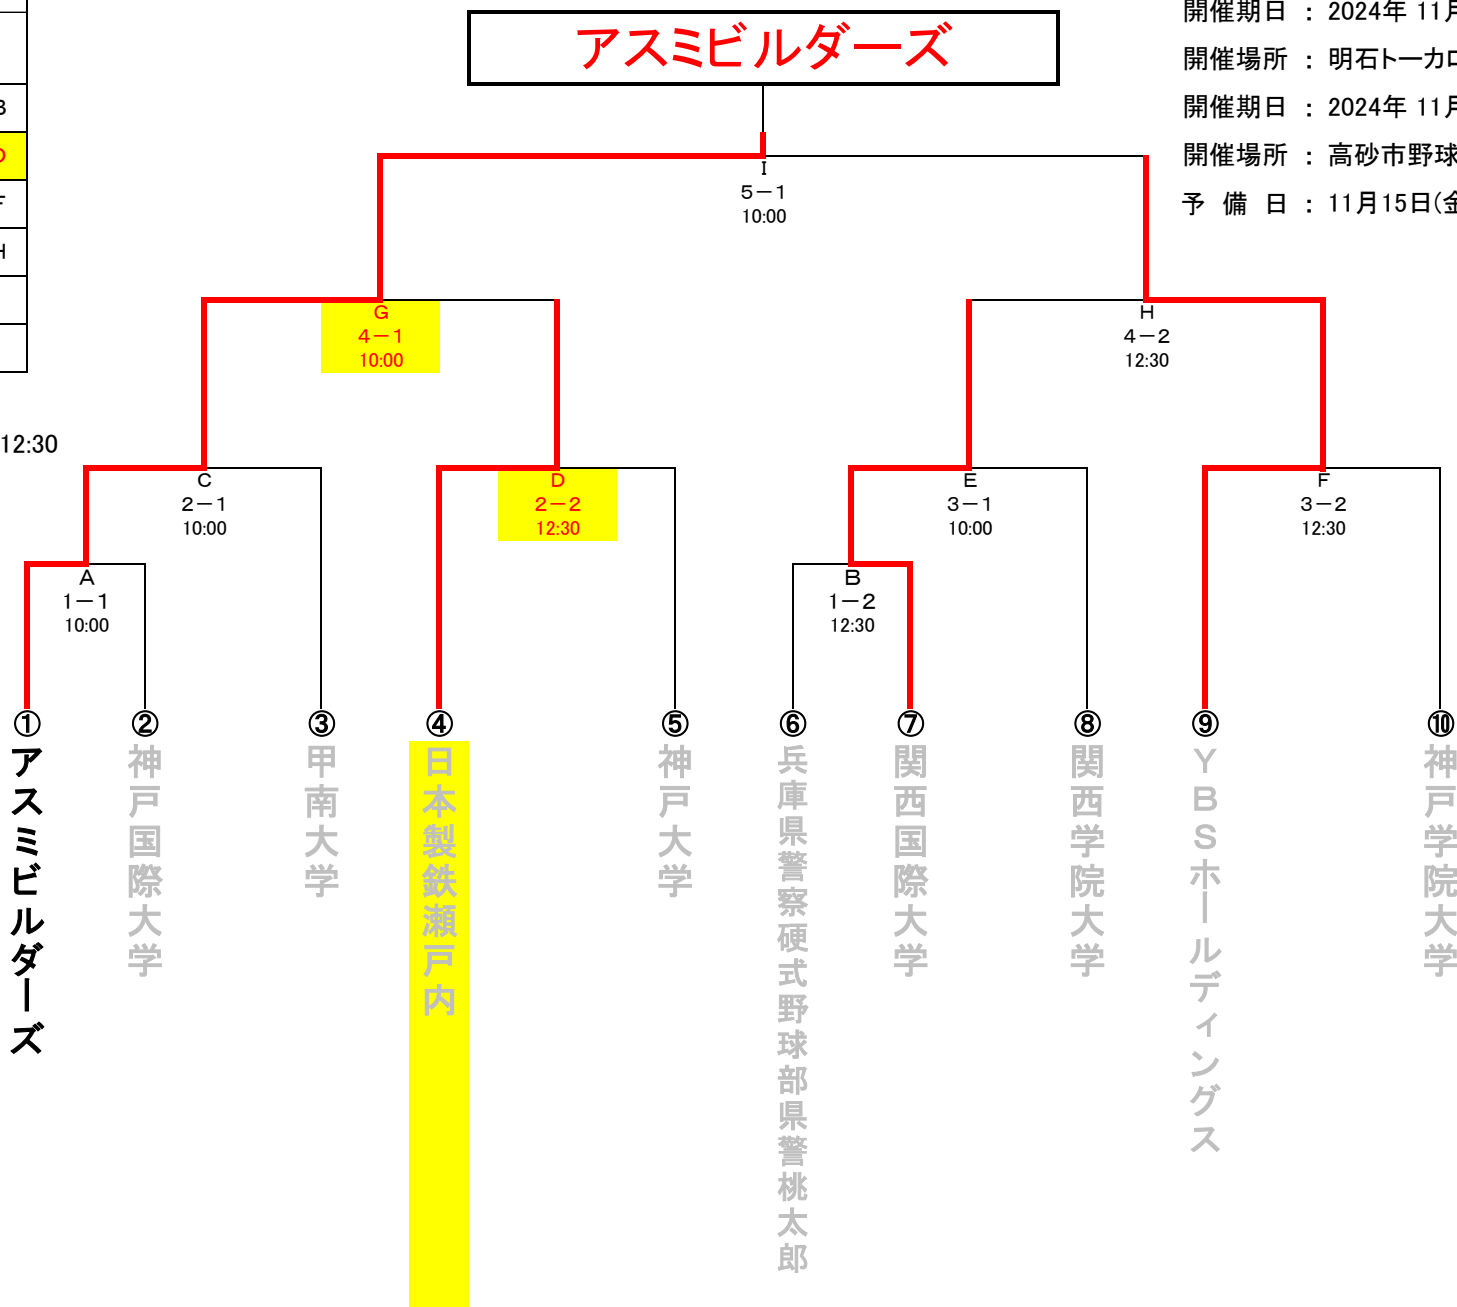 アスミビルダーズ
開催期日 : 2024年 11月
開催場所 : 明石トーカロ
開催期日 : 2024年 11月
開催場所 : 高砂市野球
予 備 日 : 11月15日(金
B
D
F
H
12:30
I
5－1
10:00
G
4－1
10:00
H
4－2
12:30
C
2－1
10:00
D
2－2
12:30
E
3－1
10:00
F
3－2
12:30
A
1－1
10:00
B
1－2
12:30
①
アスミビルダーズ
②
神戸国際大学
③
甲南大学
④
日本製鉄瀬戸内
⑤
神戸大学
⑥
兵庫県警察硬式野球部県警桃太郎
⑦
関西国際大学
⑧
関西学院大学
⑨
YBSホールディングス
⑩
神戸学院大学